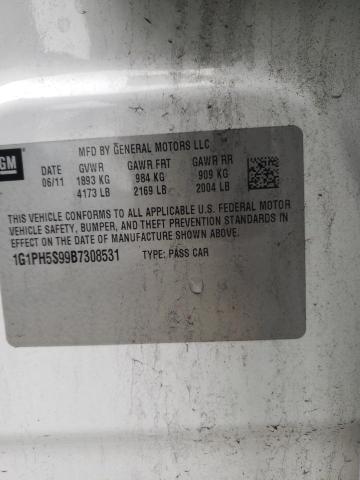 GM
MFD BY GENERAL MOTORS LLC
DATE GVWR GAWR FRT GAWR RR
06/11 1893 KG 984 KG 909 KG
4173 LB 2169 LB 2004 LB
THIS VEHICLE CONFORMS TO ALL APPLICABLE U.S. FEDERAL MOTOR
VEHICLE SAFETY, BUMPER, AND THEFT PREVENTION STANDARDS IN
EFFECT ON THE DATE OF MANUFACTURE SHOWN ABOVE.
1G1PH5S99B7308531 TYPE: PASS CAR